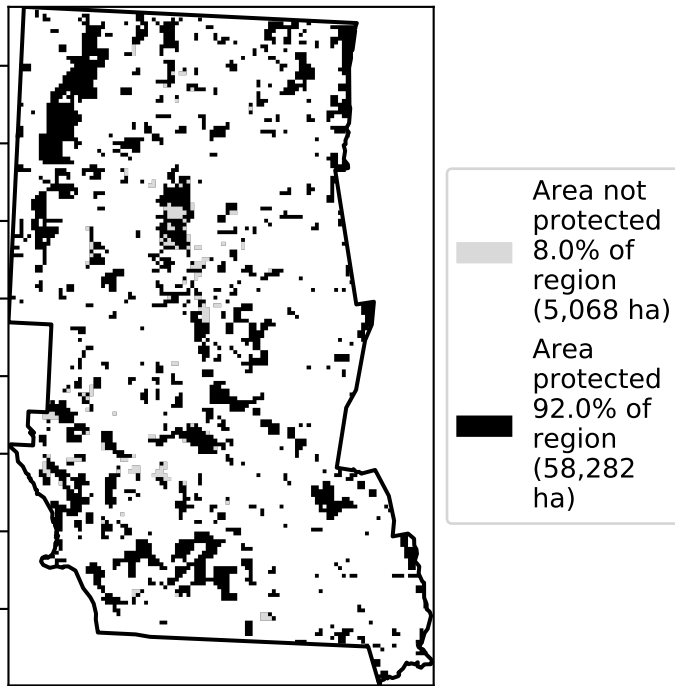 Area not
protected
8.0% of
region
(5,068 ha)
Area
protected
92.0% of
region
(58,282
ha)